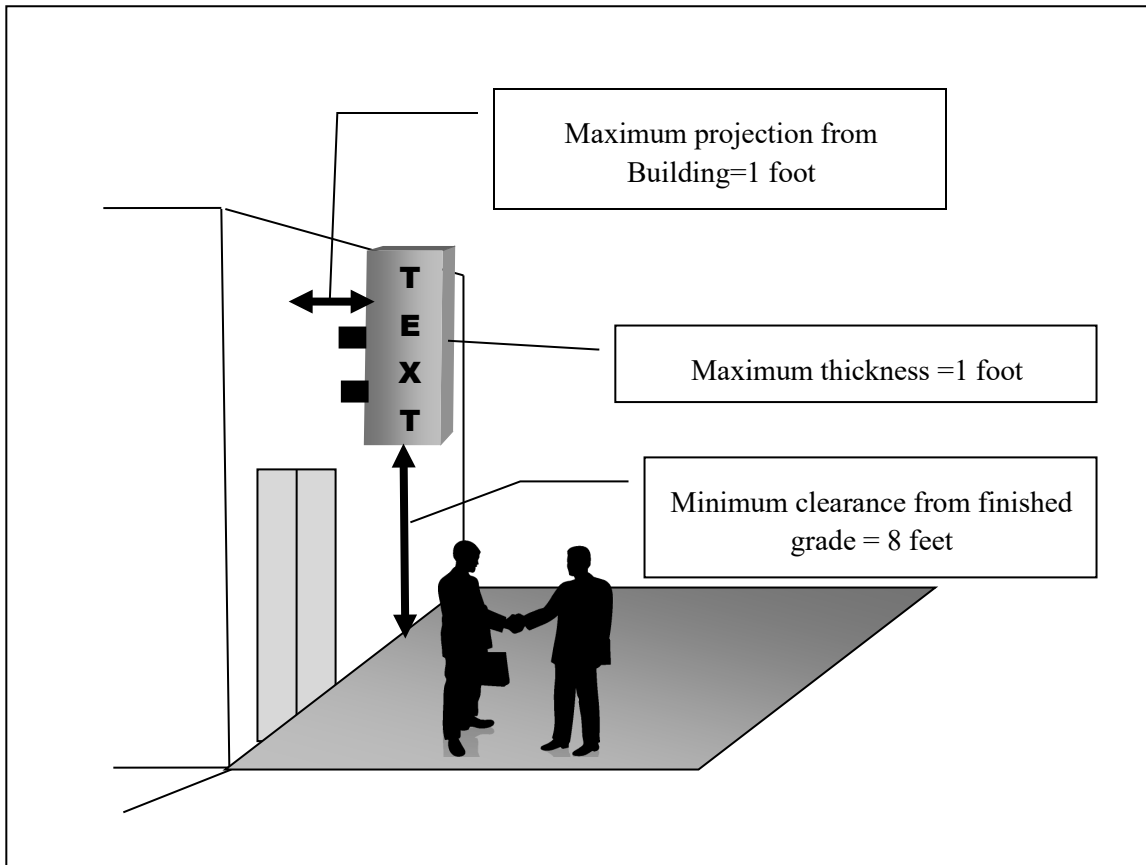 Maximum projection from
Building=1 foot
T
E
X
T
Maximum thickness =1 foot
Minimum clearance from finished
grade = 8 feet